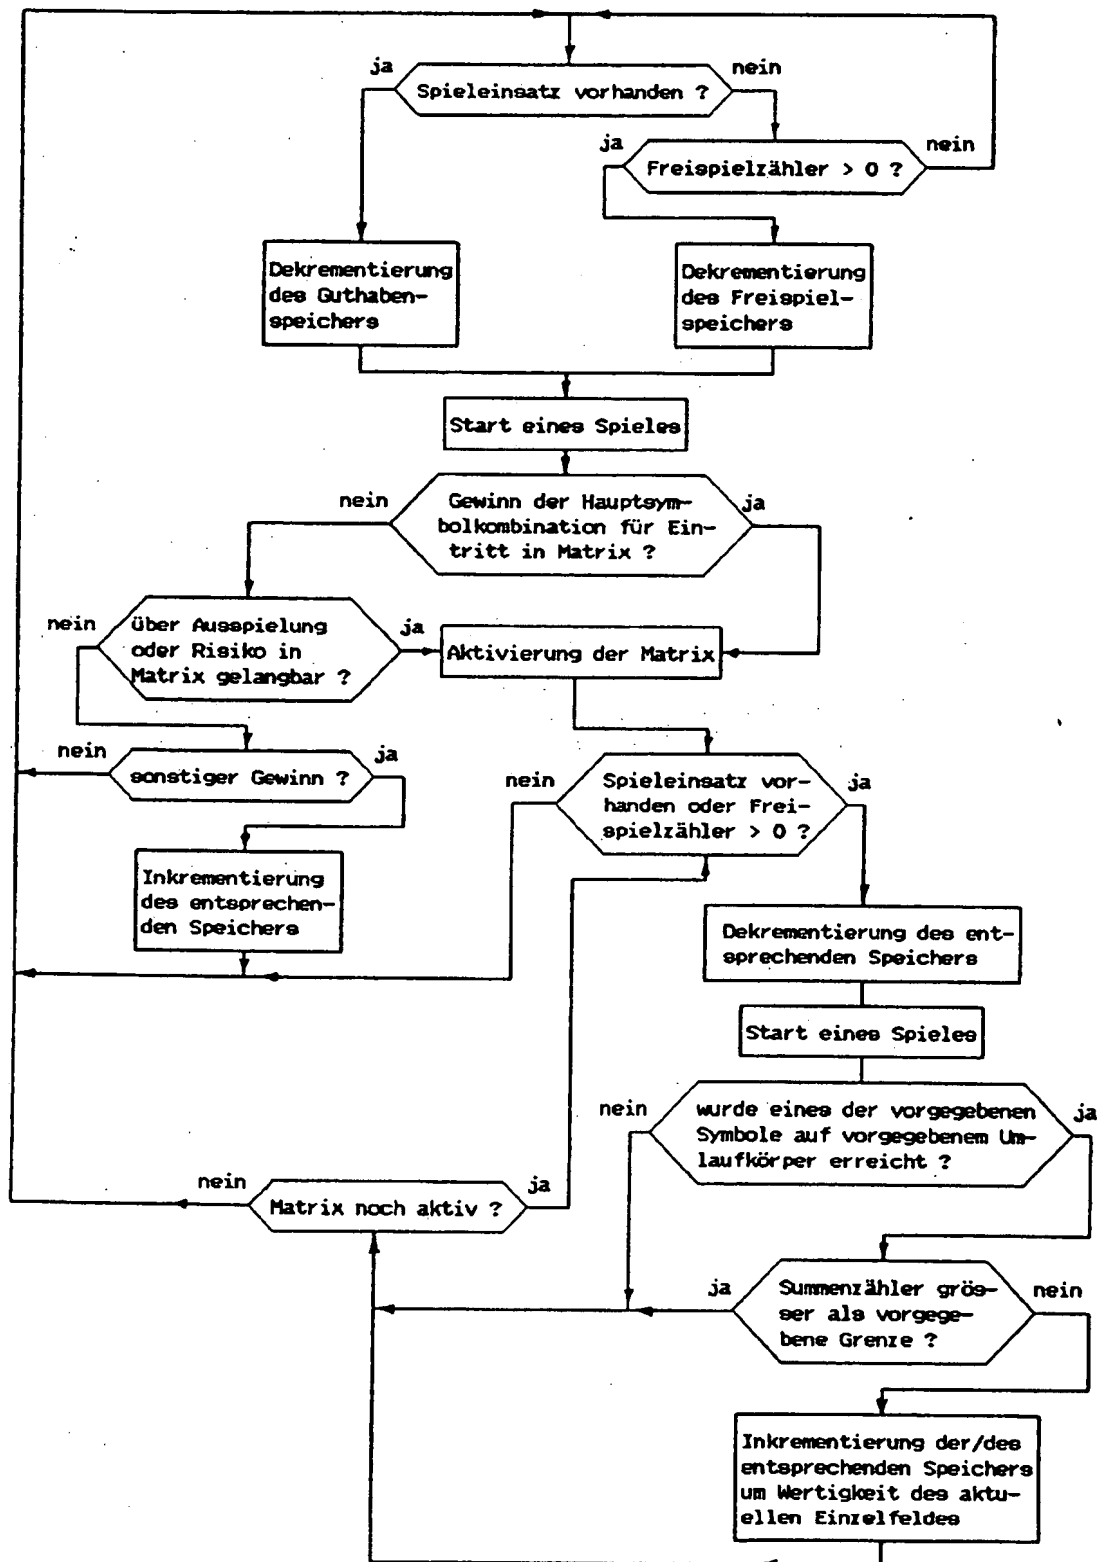 ja
nein
Spieleinsatz vorhanden ?
ja
nein
Freispielzähler > 0 ?
Dekrementierung
des Guthaben-
speichers
Dekrementierung
des Freispiel-
speichers
Start eines Spieles
nein
Gewinn der Hauptsym-
bolkombination für Ein-
tritt in Matrix ?
ja
nein
über Ausspielung
oder Risiko in
Matrix gelangbar ?
ja
Aktivierung der Matrix
nein
sonstiger Gewinn ?
ja
nein
Spieleinsatz vor-
handen oder Frei-
spielzähler > 0 ?
ja
Inkrementierung
des entsprechen-
den Speichers
Dekrementierung des ent-
sprechenden Speichers
Start eines Spieles
nein
wurde eines der vorgegebenen
Symbole auf vorgegebenem Um-
laufkörper erreicht ?
ja
nein
Matrix noch aktiv ?
ja
ja
Summenzähler grös-
ser als vorgege-
bene Grenze ?
nein
Inkrementierung der/des
entsprechenden Speichers
um Wertigkeit des aktu-
ellen Einzelfeldes